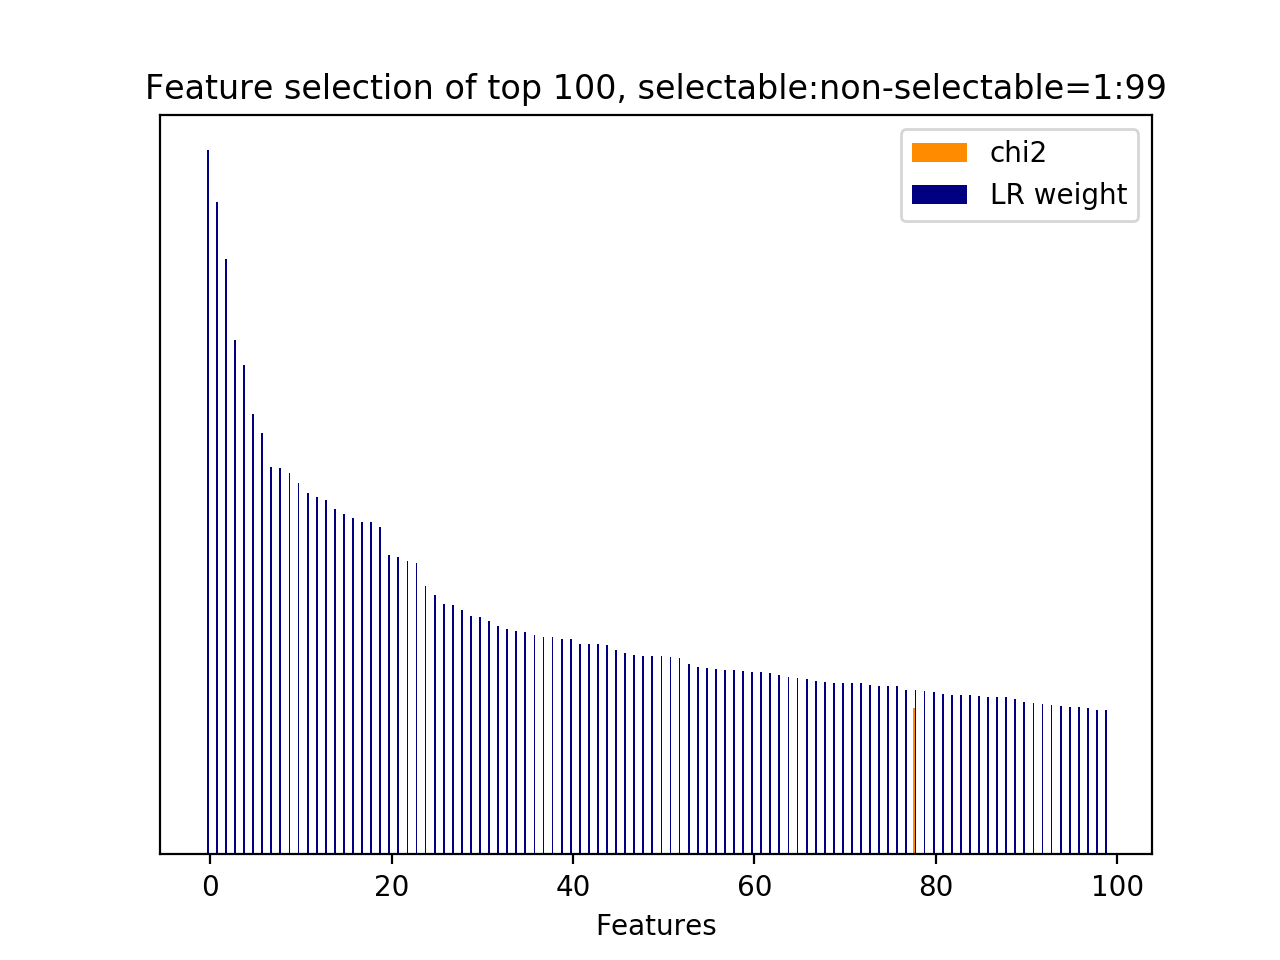 Feature selection of top 100, selectable:non-selectable=1:99
chi2
LR weight
0 20 40 60 80 100
Features